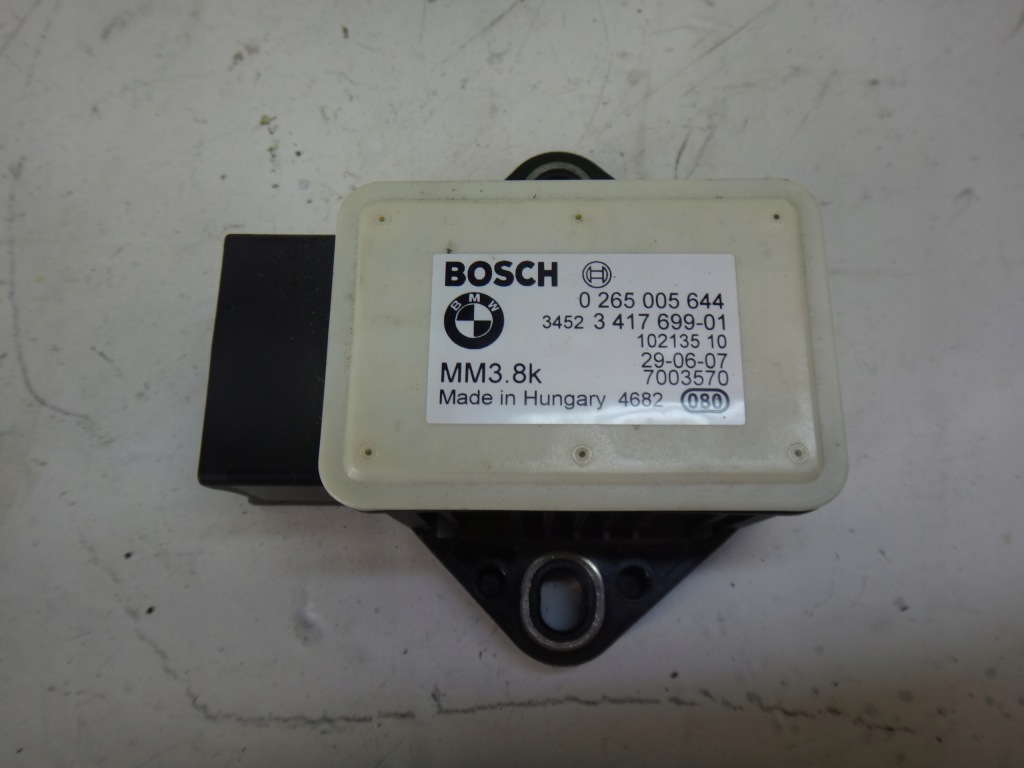 BOSCH
BMW
0 265 005 644
3452 3 417 699-01
102135 10
29-06-07
MM3.8k 7003570
Made in Hungary 4682 080